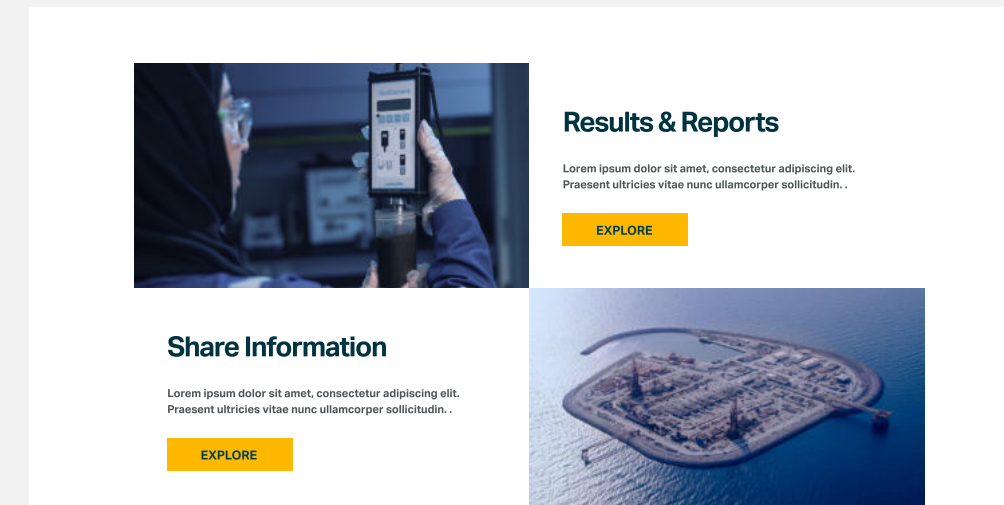 Results & Reports
Lorem ipsum dolor sit amet, consectetur adipiscing elit.
Praesent ultricies vitae nunc ullamcorper sollicitudin. .
EXPLORE
Share Information
Lorem ipsum dolor sit amet, consectetur adipiscing elit.
Praesent ultricies vitae nunc ullamcorper sollicitudin. .
EXPLORE